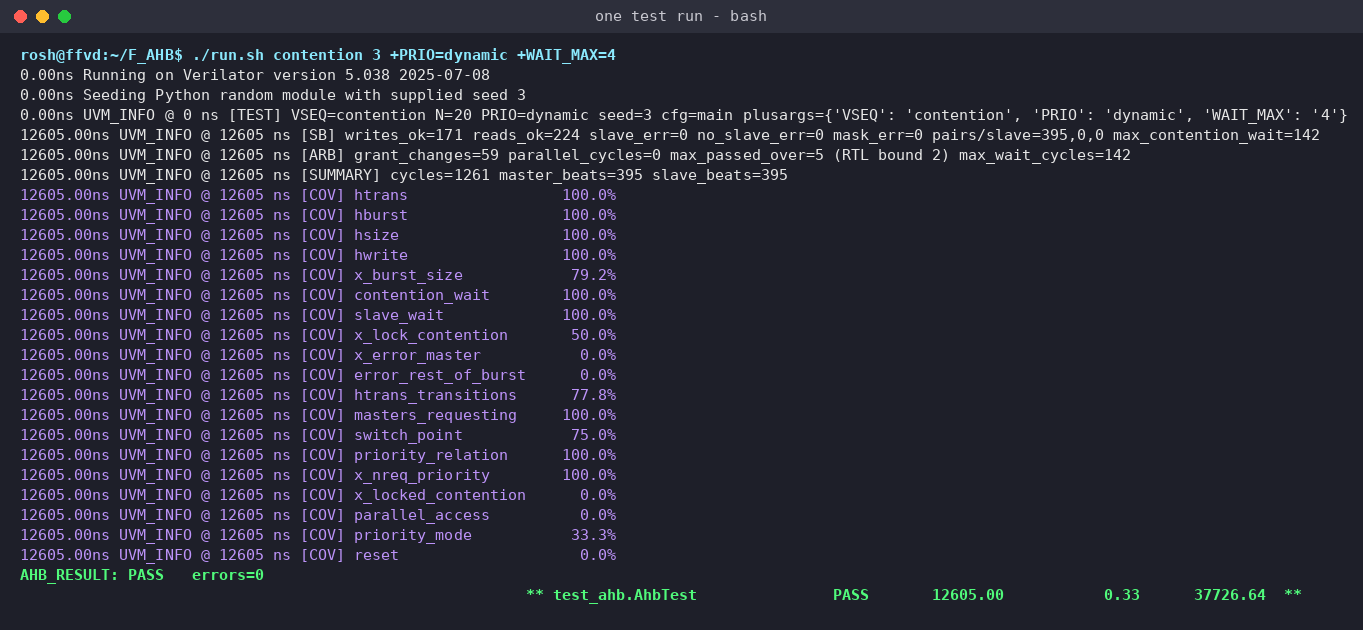 one test run - bash
rosh@ffvd:~/F_AHB$ ./run.sh contention 3 +PRIO=dynamic +WAIT_MAX=4
0.00ns Running on Verilator version 5.038 2025-07-08
0.00ns Seeding Python random module with supplied seed 3
0.00ns UVM_INFO @ 0 ns [TEST] VSEQ=contention N=20 PRIO=dynamic seed=3 cfg=main plusargs={'VSEQ': 'contention', 'PRIO': 'dynamic', 'WAIT_MAX': '4'}
12605.00ns UVM_INFO @ 12605 ns [SB] writes_ok=171 reads_ok=224 slave_err=0 no_slave_err=0 mask_err=0 pairs/slave=395,0,0 max_contention_wait=142
12605.00ns UVM_INFO @ 12605 ns [ARB] grant_changes=59 parallel_cycles=0 max_passed_over=5 (RTL bound 2) max_wait_cycles=142
12605.00ns UVM_INFO @ 12605 ns [SUMMARY] cycles=1261 master_beats=395 slave_beats=395
12605.00ns UVM_INFO @ 12605 ns [COV] htrans 100.0%
12605.00ns UVM_INFO @ 12605 ns [COV] hburst 100.0%
12605.00ns UVM_INFO @ 12605 ns [COV] hsize 100.0%
12605.00ns UVM_INFO @ 12605 ns [COV] hwrite 100.0%
12605.00ns UVM_INFO @ 12605 ns [COV] x_burst_size 79.2%
12605.00ns UVM_INFO @ 12605 ns [COV] contention_wait 100.0%
12605.00ns UVM_INFO @ 12605 ns [COV] slave_wait 100.0%
12605.00ns UVM_INFO @ 12605 ns [COV] x_lock_contention 50.0%
12605.00ns UVM_INFO @ 12605 ns [COV] x_error_master 0.0%
12605.00ns UVM_INFO @ 12605 ns [COV] error_rest_of_burst 0.0%
12605.00ns UVM_INFO @ 12605 ns [COV] htrans_transitions 77.8%
12605.00ns UVM_INFO @ 12605 ns [COV] masters_requesting 100.0%
12605.00ns UVM_INFO @ 12605 ns [COV] switch_point 75.0%
12605.00ns UVM_INFO @ 12605 ns [COV] priority_relation 100.0%
12605.00ns UVM_INFO @ 12605 ns [COV] x_nreq_priority 100.0%
12605.00ns UVM_INFO @ 12605 ns [COV] x_locked_contention 0.0%
12605.00ns UVM_INFO @ 12605 ns [COV] parallel_access 0.0%
12605.00ns UVM_INFO @ 12605 ns [COV] priority_mode 33.3%
12605.00ns UVM_INFO @ 12605 ns [COV] reset 0.0%
AHB_RESULT: PASS errors=0
** test_ahb.AhbTest PASS 12605.00 0.33 37726.64 **